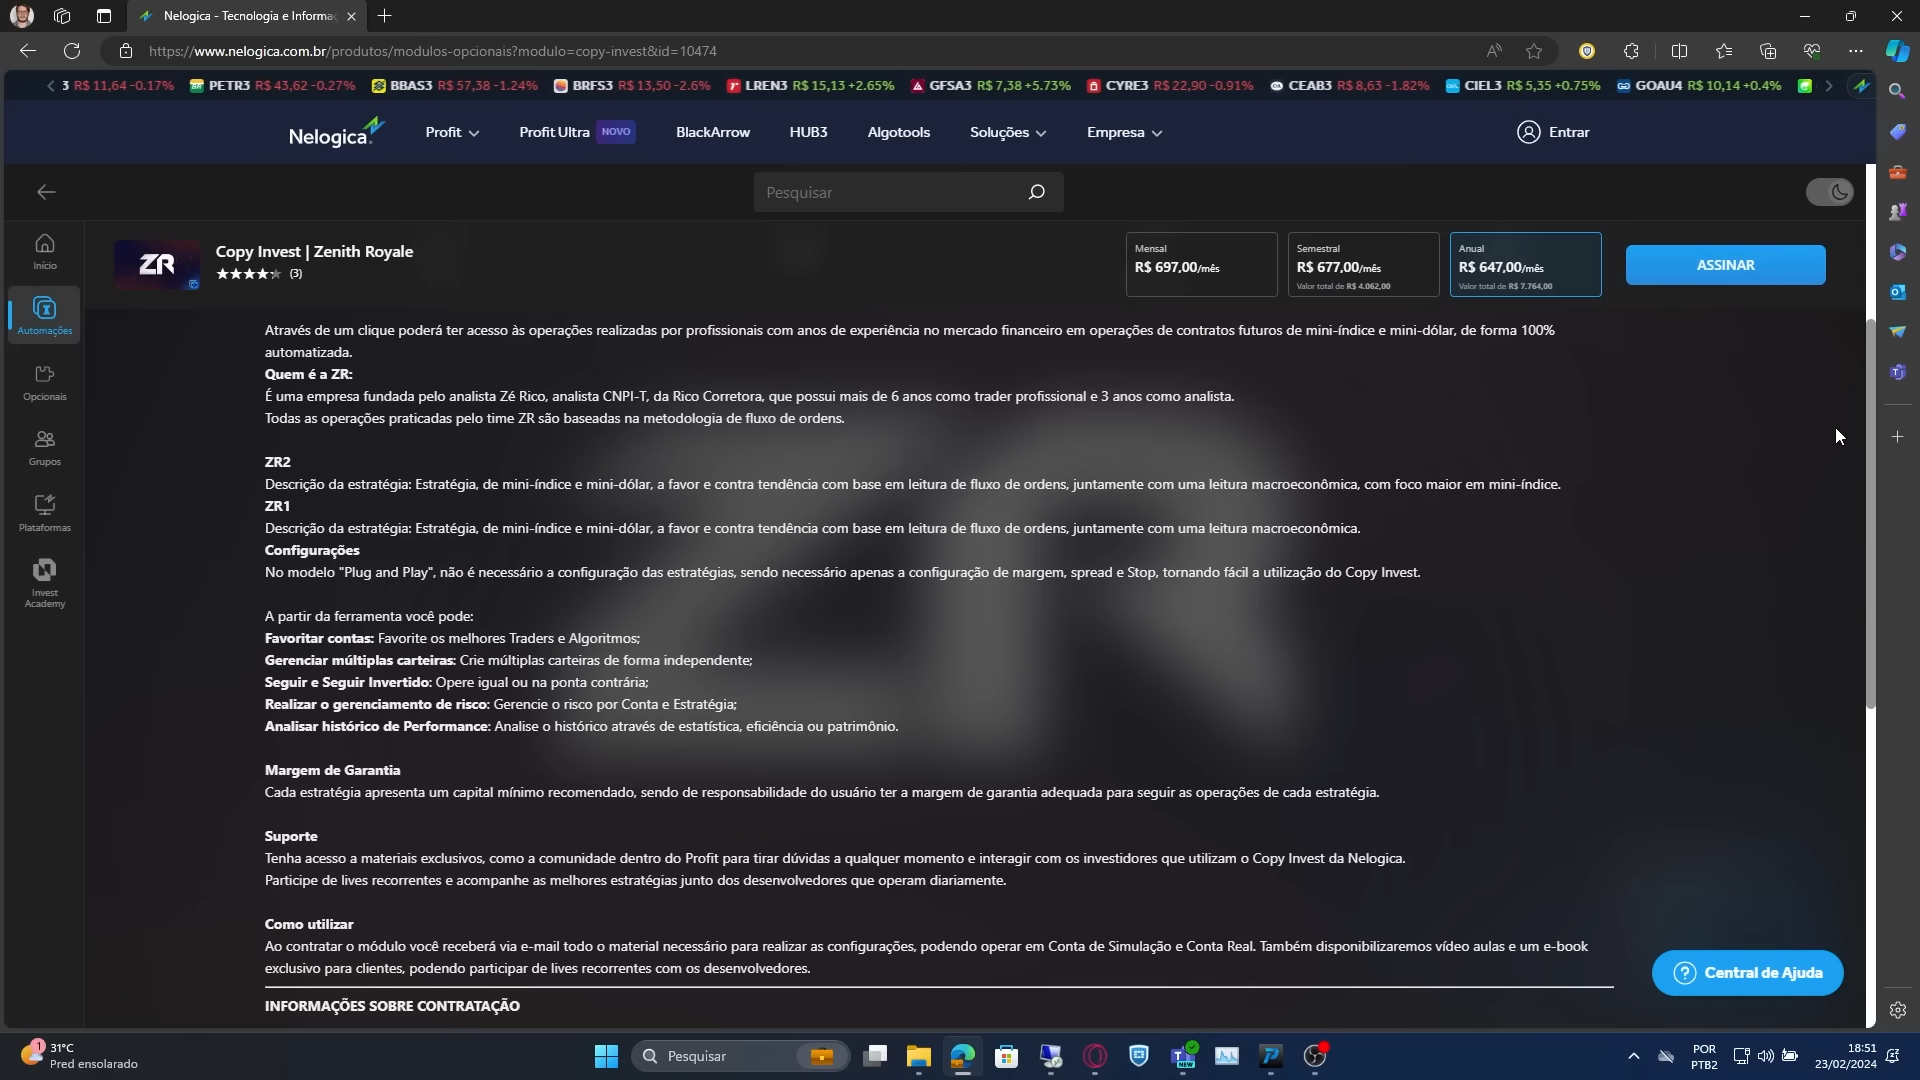 Nelogica - Tecnologia e Informaç
https://www.nelogica.com.br/produtos/modulos-opcionais?modulo=copy-invest&id=10474
3 R$ 11,64 -0.17% PETR3 R$ 43,62 -0.27% BBAS3 R$ 57,38 -1.24% BRFS3 R$ 13,50 -2.6% LREN3 R$ 15,13 +2.65% GFSA3 R$ 7,38 +5.73% CYRE3 R$ 22,90 -0.91% CEAB3 R$ 8,63 -1.82% CIEL3 R$ 5,35 +0.75% GOAU4 R$ 10,14 +0.4%
Nelogica. Profit Profit Ultra NOVO BlackArrow HUB3 Algotools Soluções Empresa Entrar
Pesquisar
Início
Automações
Opcionais
Grupos
Plataformas
Invest
Academy
ZR
Copy Invest | Zenith Royale
(3)
Mensal
R$ 697,00/mês
Semestral
R$ 677,00/mês
Valor total de R$ 4.062,00
Anual
R$ 647,00/mês
Valor total de R$ 7.764,00
ASSINAR
Através de um clique poderá ter acesso às operações realizadas por profissionais com anos de experiência no mercado financeiro em operações de contratos futuros de mini-índice e mini-dólar, de forma 100%
automatizada.
Quem é a ZR:
É uma empresa fundada pelo analista Zé Rico, analista CNPI-T, da Rico Corretora, que possui mais de 6 anos como trader profissional e 3 anos como analista.
Todas as operações praticadas pelo time ZR são baseadas na metodologia de fluxo de ordens.
ZR2
Descrição da estratégia: Estratégia, de mini-índice e mini-dólar, a favor e contra tendência com base em leitura de fluxo de ordens, juntamente com uma leitura macroeconômica, com foco maior em mini-índice.
ZR1
Descrição da estratégia: Estratégia, de mini-índice e mini-dólar, a favor e contra tendência com base em leitura de fluxo de ordens, juntamente com uma leitura macroeconômica.
Configurações
No modelo "Plug and Play", não é necessário a configuração das estratégias, sendo necessário apenas a configuração de margem, spread e Stop, tornando fácil a utilização do Copy Invest.
A partir da ferramenta você pode:
Favoritar contas: Favorite os melhores Traders e Algoritmos;
Gerenciar múltiplas carteiras: Crie múltiplas carteiras de forma independente;
Seguir e Seguir Invertido: Opere igual ou na ponta contrária;
Realizar o gerenciamento de risco: Gerencie o risco por Conta e Estratégia;
Analisar histórico de Performance: Analise o histórico através de estatística, eficiência ou patrimônio.
Margem de Garantia
Cada estratégia apresenta um capital mínimo recomendado, sendo de responsabilidade do usuário ter a margem de garantia adequada para seguir as operações de cada estratégia.
Suporte
Tenha acesso a materiais exclusivos, como a comunidade dentro do Profit para tirar dúvidas a qualquer momento e interagir com os investidores que utilizam o Copy Invest da Nelogica.
Participe de lives recorrentes e acompanhe as melhores estratégias junto dos desenvolvedores que operam diariamente.
Como utilizar
Ao contratar o módulo você receberá via e-mail todo o material necessário para realizar as configurações, podendo operar em Conta de Simulação e Conta Real. Também disponibilizaremos vídeo aulas e um e-book
exclusivo para clientes, podendo participar de lives recorrentes com os desenvolvedores.
INFORMAÇÕES SOBRE CONTRATAÇÃO
Central de Ajuda
1
31°C
Pred ensolarado
Pesquisar
NEW
POR
PTB2
18:51
23/02/2024